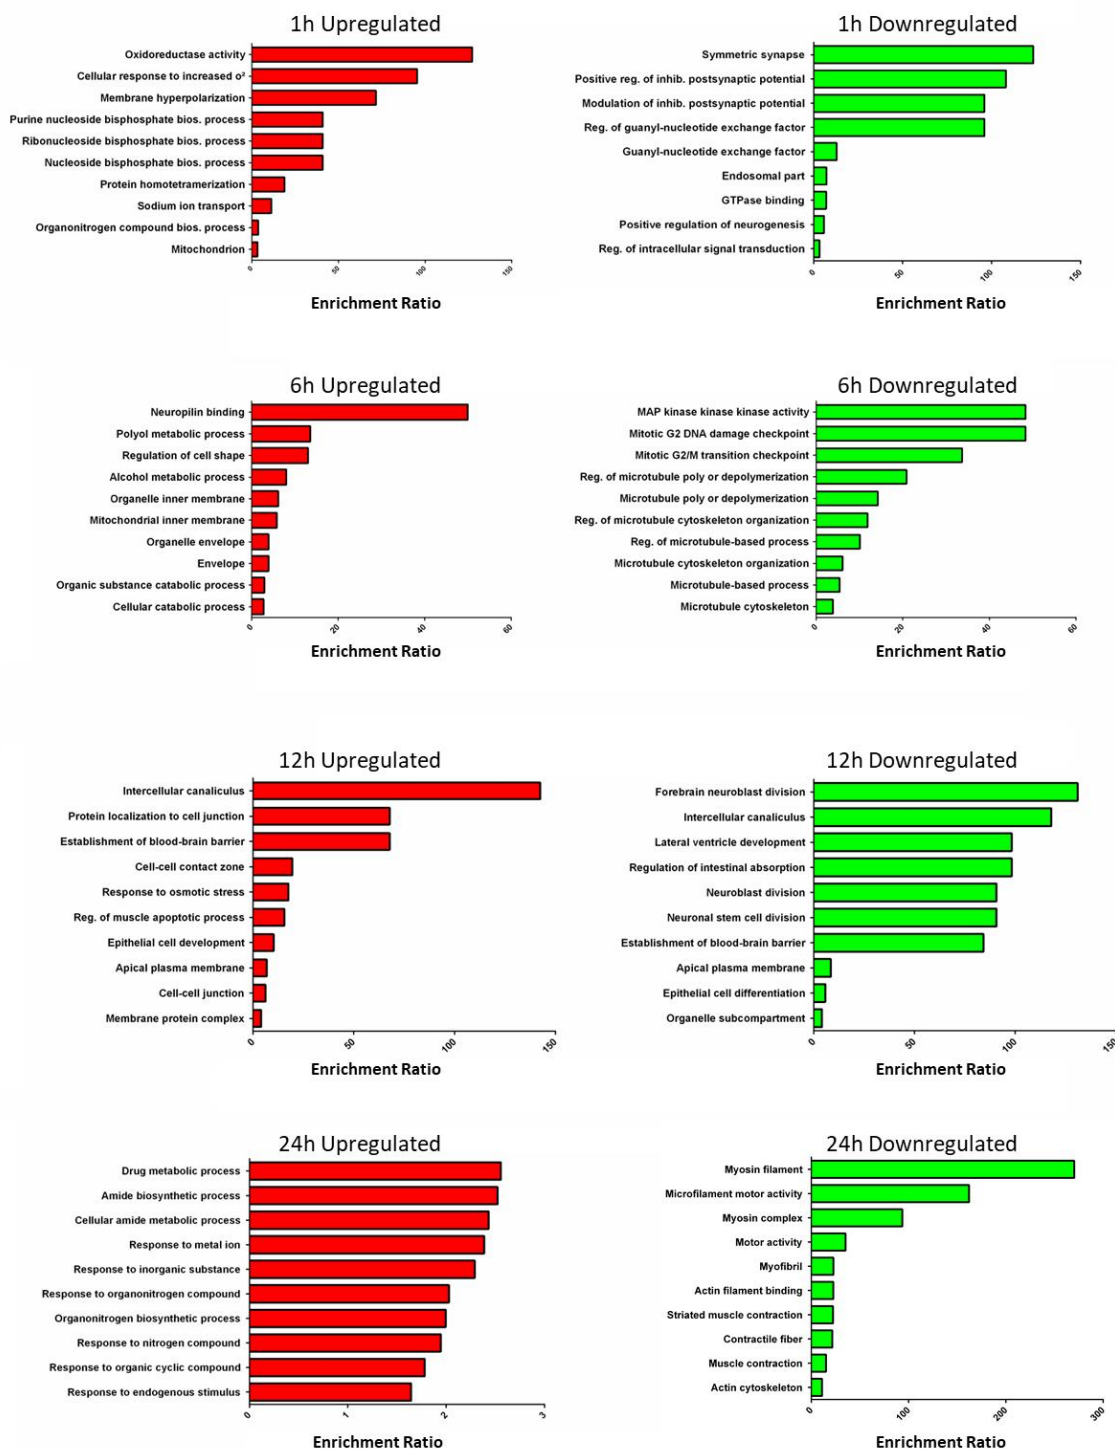 1h Upregulated
Oxidoreductase activity
Cellular response to increased o²
Membrane hyperpolarization
Purine nucleoside bisphosphate bios. process
Ribonucleoside bisphosphate bios. process
Nucleoside bisphosphate bios. process
Protein homotetramerization
Sodium ion transport
Organonitrogen compound bios. process
Mitochondrion
0 50 100 150
Enrichment Ratio
1h Downregulated
Symmetric synapse
Positive reg. of inhib. postsynaptic potential
Modulation of inhib. postsynaptic potential
Reg. of guanyl-nucleotide exchange factor
Guanyl-nucleotide exchange factor
Endosomal part
GTPase binding
Positive regulation of neurogenesis
Reg. of intracellular signal transduction
0 50 100 150
Enrichment Ratio
6h Upregulated
Neuropilin binding
Polyol metabolic process
Regulation of cell shape
Alcohol metabolic process
Organelle inner membrane
Mitochondrial inner membrane
Organelle envelope
Envelope
Organic substance catabolic process
Cellular catabolic process
0 20 40 60
Enrichment Ratio
6h Downregulated
MAP kinase kinase kinase activity
Mitotic G2 DNA damage checkpoint
Mitotic G2/M transition checkpoint
Reg. of microtubule poly or depolymerization
Microtubule poly or depolymerization
Reg. of microtubule cytoskeleton organization
Reg. of microtubule-based process
Microtubule cytoskeleton organization
Microtubule-based process
Microtubule cytoskeleton
0 20 40 60
Enrichment Ratio
12h Upregulated
Intercellular canaliculus
Protein localization to cell junction
Establishment of blood-brain barrier
Cell-cell contact zone
Response to osmotic stress
Reg. of muscle apoptotic process
Epithelial cell development
Apical plasma membrane
Cell-cell junction
Membrane protein complex
0 50 100 150
Enrichment Ratio
12h Downregulated
Forebrain neuroblast division
Intercellular canaliculus
Lateral ventricle development
Regulation of intestinal absorption
Neuroblast division
Neuronal stem cell division
Establishment of blood-brain barrier
Apical plasma membrane
Epithelial cell differentiation
Organelle subcompartment
0 50 100 150
Enrichment Ratio
24h Upregulated
Drug metabolic process
Amide biosynthetic process
Cellular amide metabolic process
Response to metal ion
Response to inorganic substance
Response to organonitrogen compound
Organonitrogen biosynthetic process
Response to nitrogen compound
Response to organic cyclic compound
Response to endogenous stimulus
0 1 2 3
Enrichment Ratio
24h Downregulated
Myosin filament
Microfilament motor activity
Myosin complex
Motor activity
Myofibril
Actin filament binding
Striated muscle contraction
Contractile fiber
Muscle contraction
Actin cytoskeleton
0 100 200 300
Enrichment Ratio